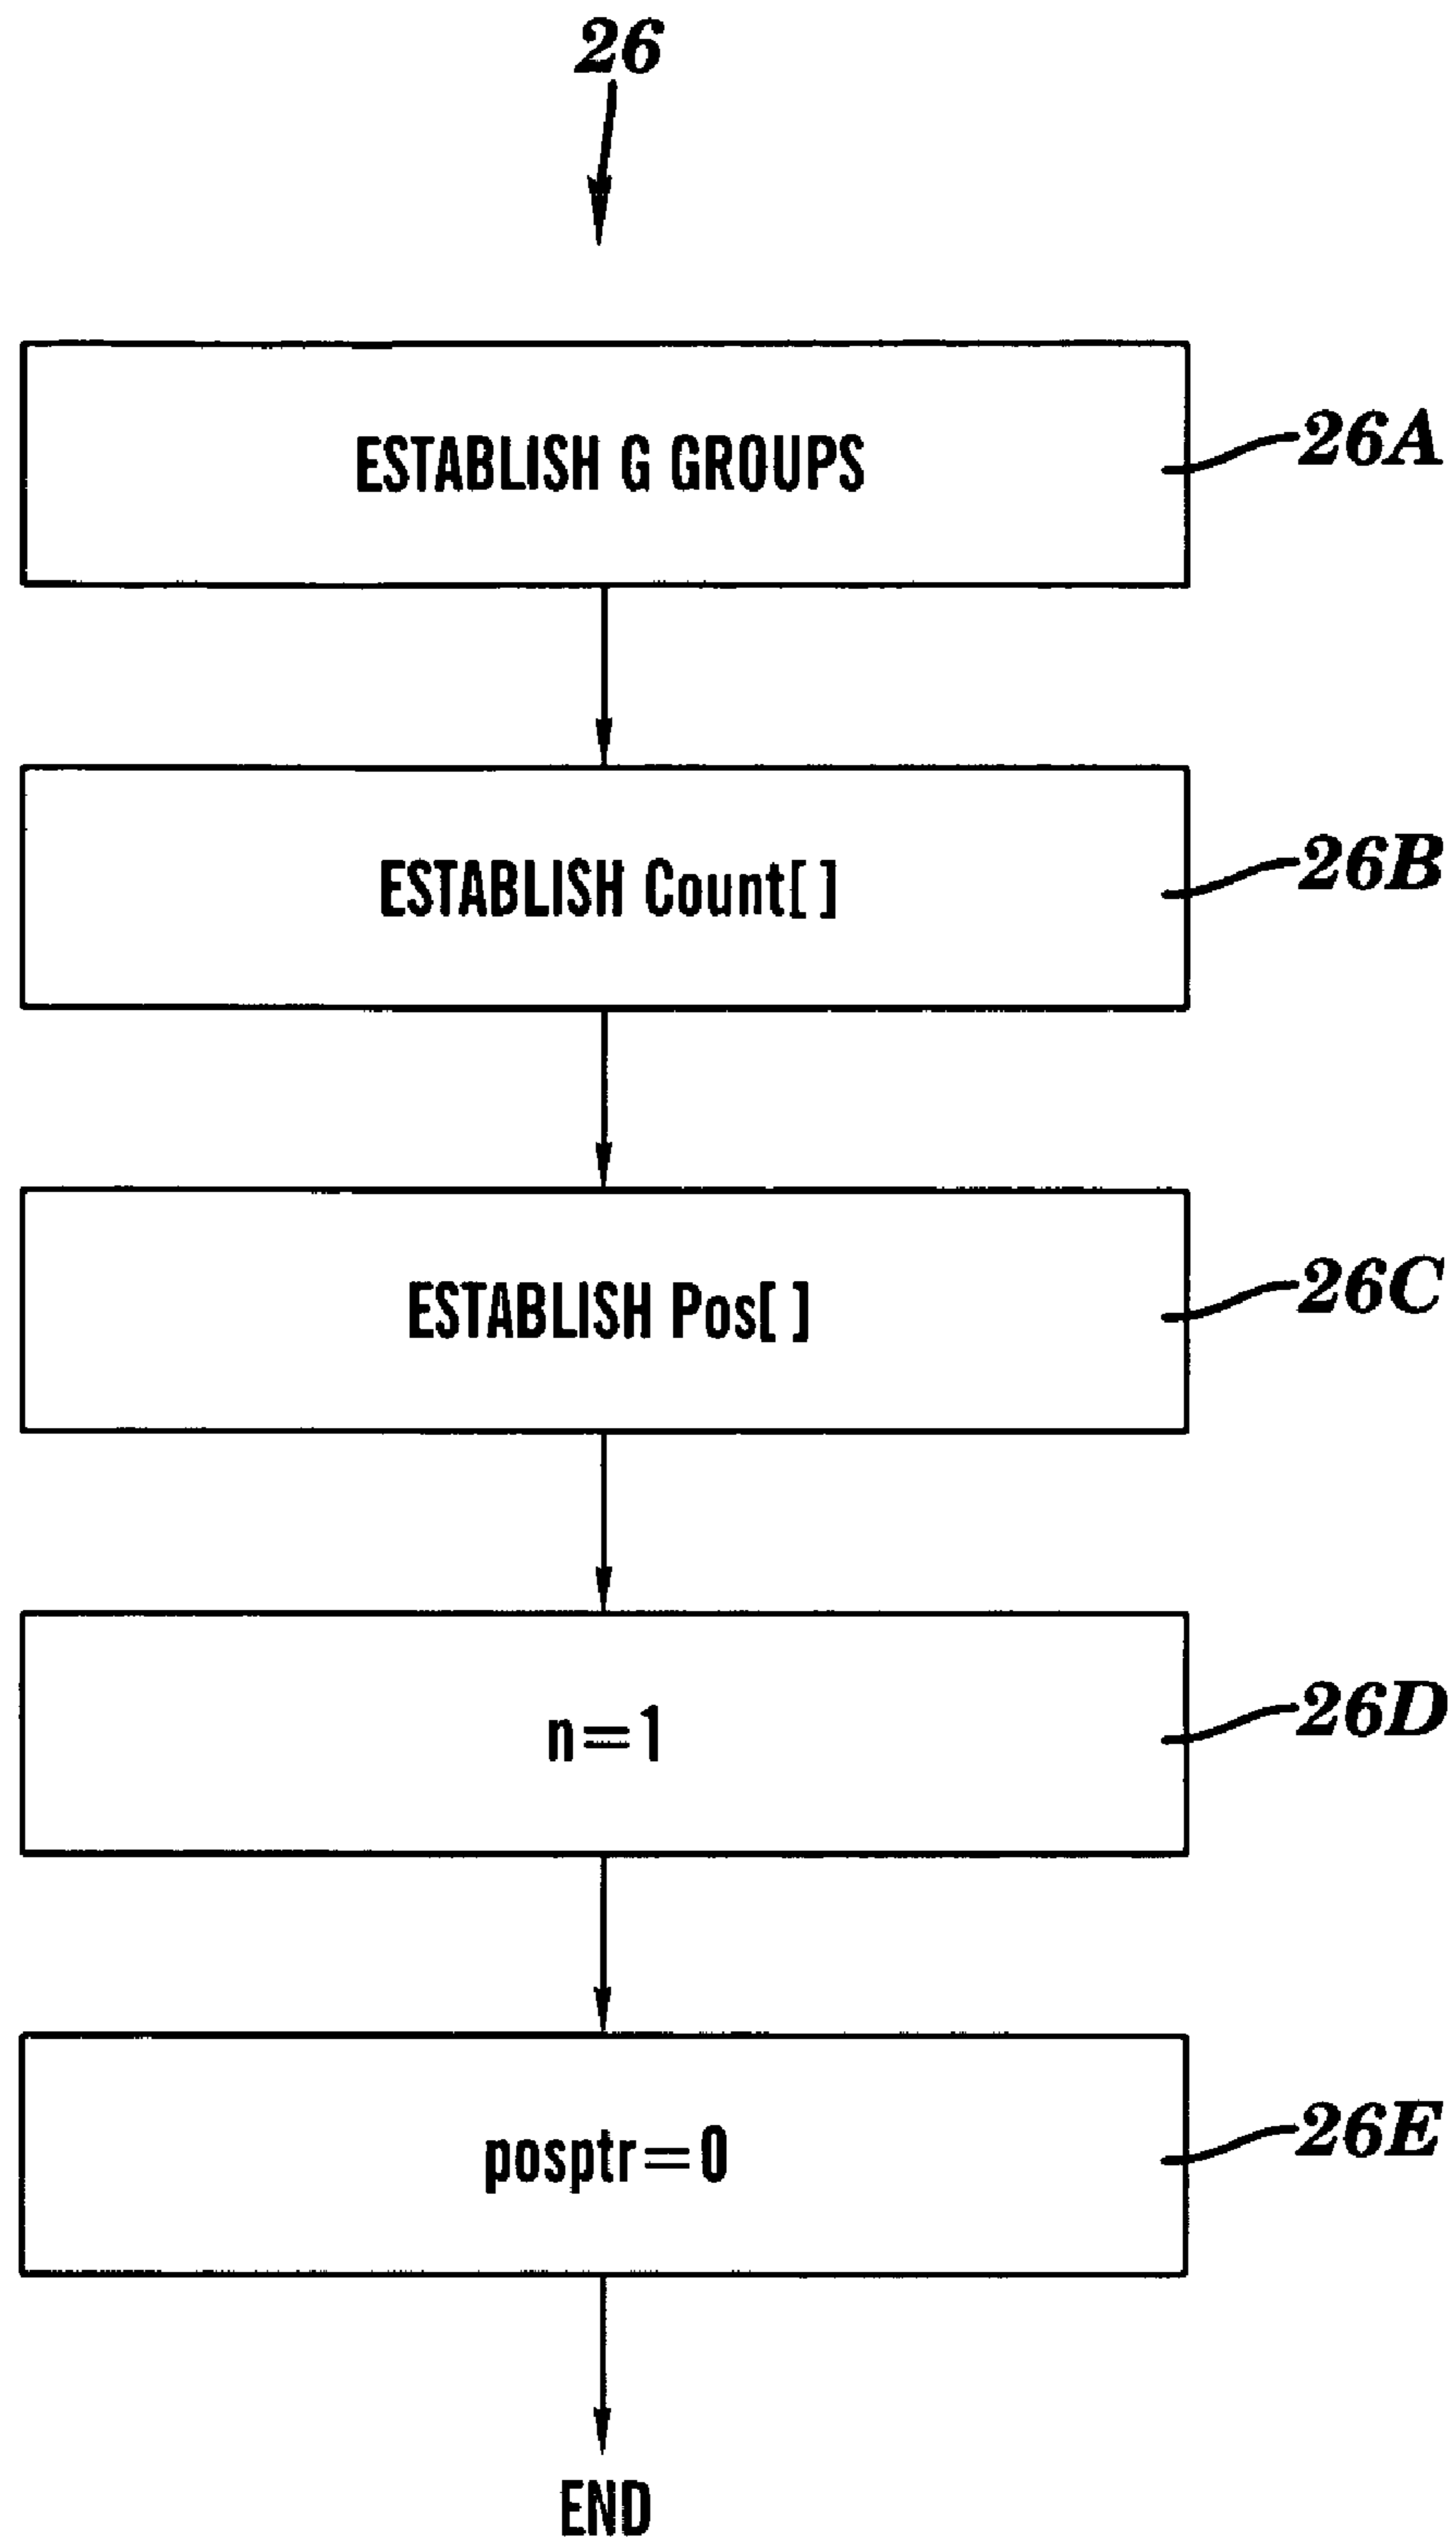 26
ESTABLISH G GROUPS
26A
ESTABLISH Count[ ]
26B
ESTABLISH Pos[ ]
26C
n=1
26D
posptr=0
26E
END